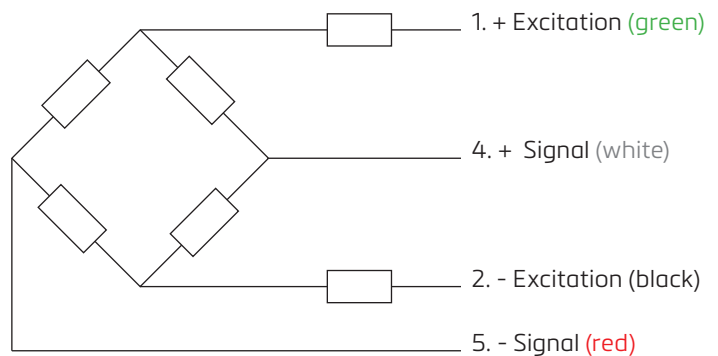 1. + Excitation (green)
4. + Signal (white)
2. - Excitation (black)
5. - Signal (red)